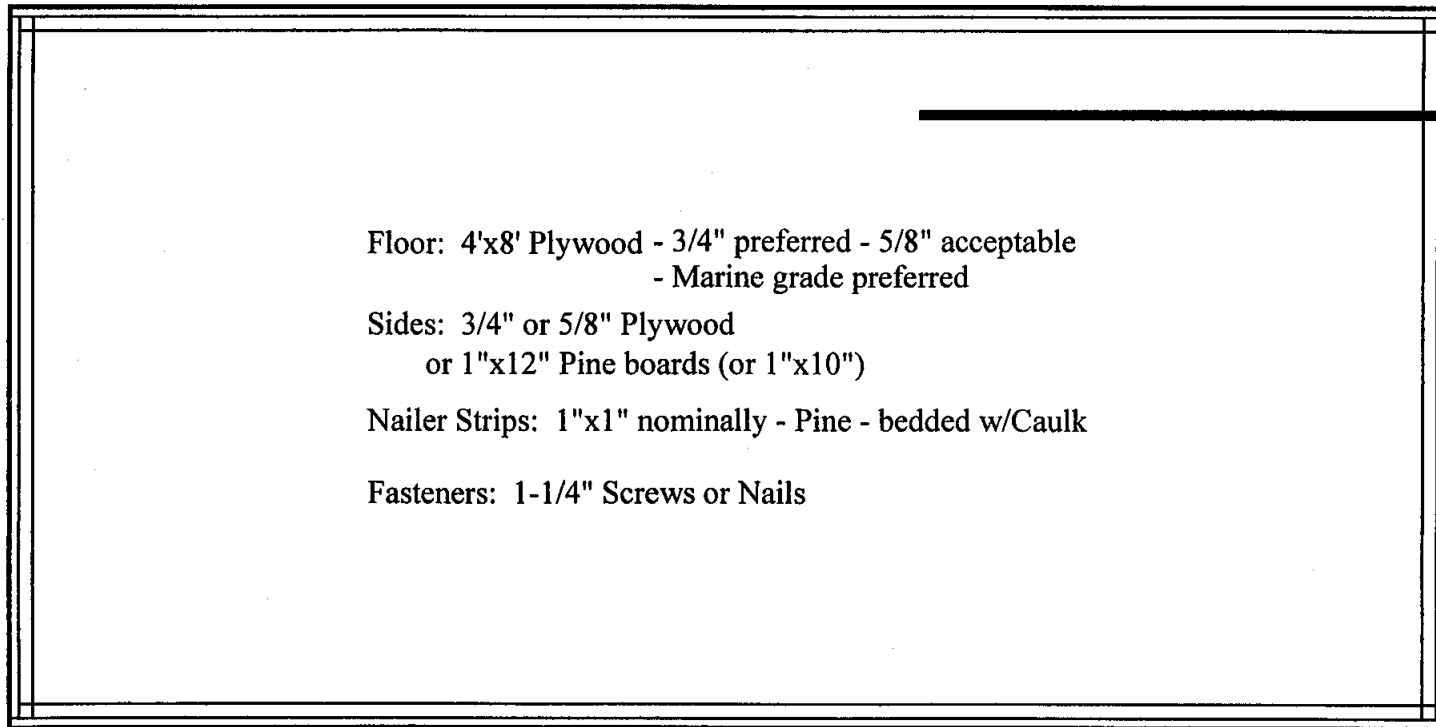 Floor: 4'x8' Plywood - 3/4" preferred - 5/8" acceptable
- Marine grade preferred
Sides: 3/4" or 5/8" Plywood
or 1"x12" Pine boards (or 1"x10")
Nailer Strips: 1"x1" nominally - Pine - bedded w/Caulk
Fasteners: 1-1/4" Screws or Nails